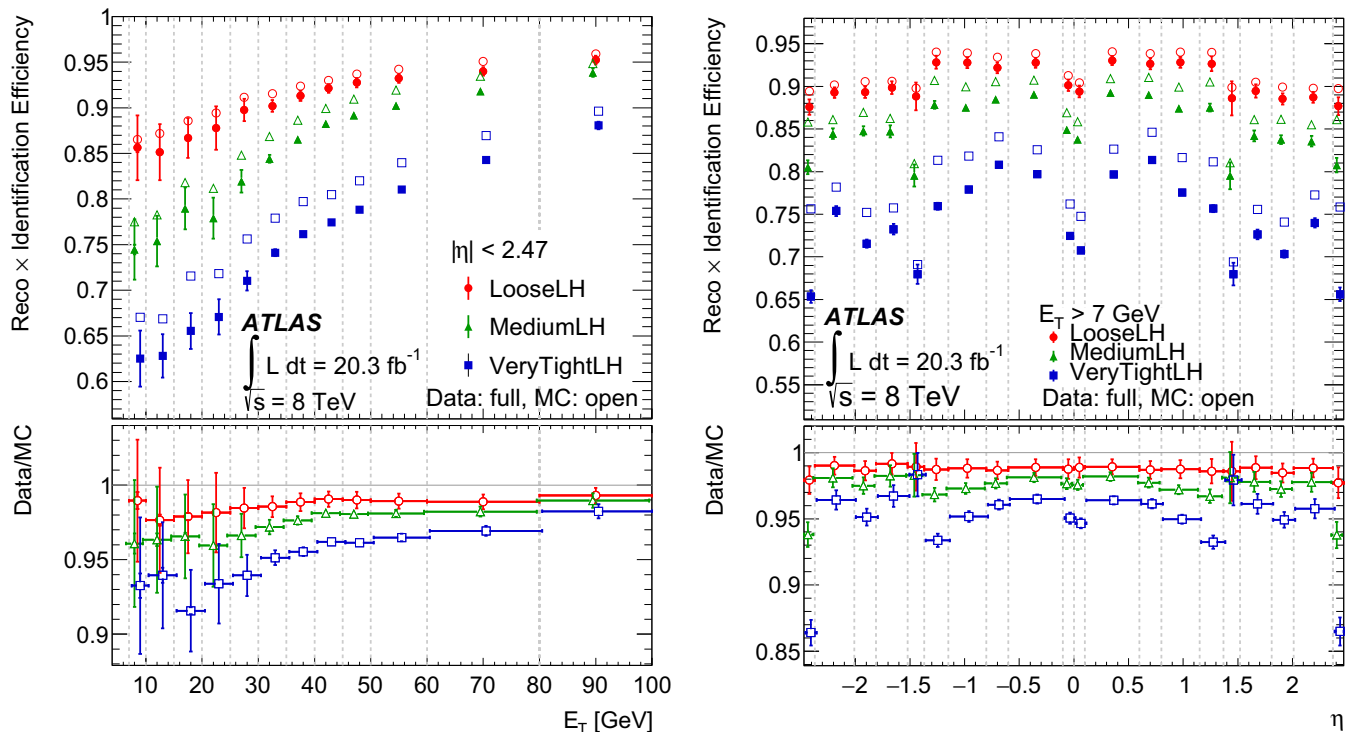 Reco × Identification Efficiency
0.95
0.9
0.85
0.8
0.75
0.7
0.65
0.6
|η| < 2.47
LooseLH
MediumLH
VeryTightLH
Data: full, MC: open
ATLAS
∫ L dt = 20.3 fb⁻¹
√s = 8 TeV
Data/MC
1
0.95
0.9
10 20 30 40 50 60 70 80 90 100
E_T [GeV]
Reco × Identification Efficiency
0.95
0.9
0.85
0.8
0.75
0.7
0.65
0.6
0.55
E_T > 7 GeV
LooseLH
MediumLH
VeryTightLH
Data: full, MC: open
ATLAS
∫ L dt = 20.3 fb⁻¹
√s = 8 TeV
Data/MC
1
0.95
0.9
0.85
−2 −1.5 −1 −0.5 0 0.5 1 1.5 2
η